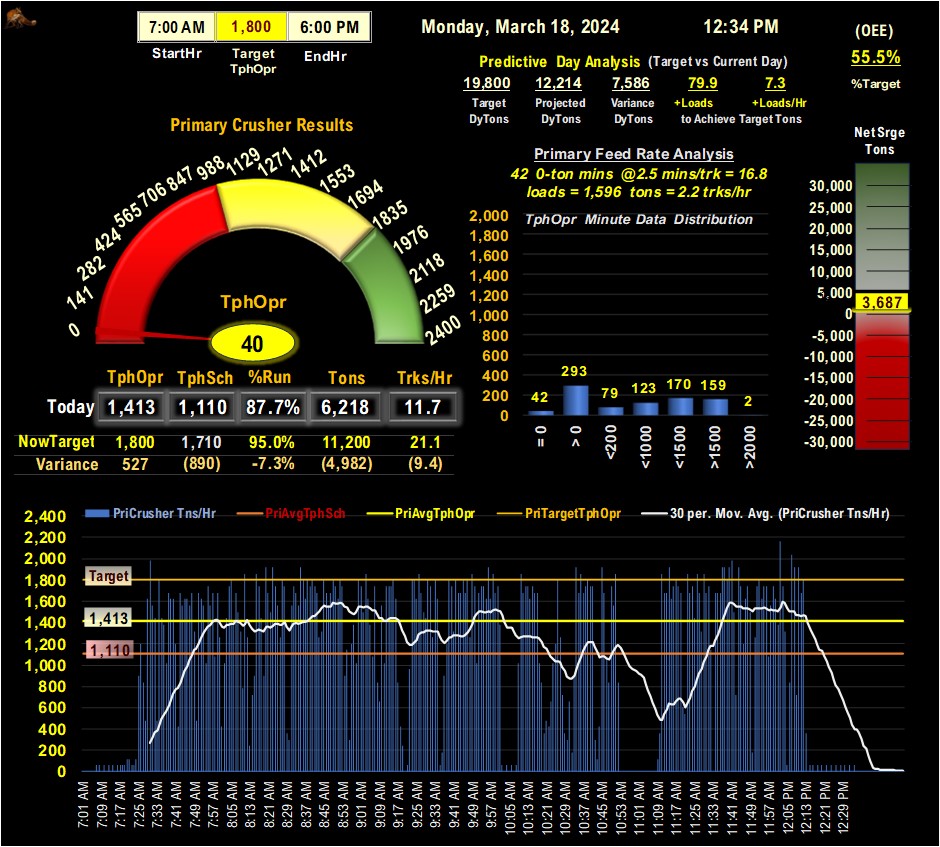 7:00 AM 1,800 6:00 PM
StartHr Target TphOpr EndHr
Monday, March 18, 2024 12:34 PM
(OEE)
55.5%
%Target
Predictive Day Analysis (Target vs Current Day)
19,800 12,214 7,586 79.9 7.3
Target Projected Variance +Loads +Loads/Hr
DyTons DyTons DyTons to Achieve Target Tons
Primary Crusher Results
0 141 282 424 565 706 847 988 1129 1271 1412 1553 1694 1835 1976 2118 2259 2400
TphOpr
40
Primary Feed Rate Analysis
42 0-ton mins @2.5 mins/trk = 16.8
loads = 1,596 tons = 2.2 trks/hr
TphOpr Minute Data Distribution
2,000
1,800
1,600
1,400
1,200
1,000
800
600
400
200
0
42 293 79 123 170 159 2
= 0 > 0 <200 <1000 <1500 >1500 >2000
Net Srge
Tons
30,000
25,000
20,000
15,000
10,000
5,000
3,687
0
-5,000
-10,000
-15,000
-20,000
-25,000
-30,000
TphOpr TphSch %Run Tons Trks/Hr
Today 1,413 1,110 87.7% 6,218 11.7
NowTarget 1,800 1,710 95.0% 11,200 21.1
Variance 527 (890) -7.3% (4,982) (9.4)
PriCrusher Tns/Hr PriAvgTphSch PriAvgTphOpr PriTargetTphOpr 30 per. Mov. Avg. (PriCrusher Tns/Hr)
2,400
2,200
2,000
1,800
1,600
1,400
1,200
1,000
800
600
400
200
0
Target
1,413
1,110
7:01 AM 7:09 AM 7:17 AM 7:25 AM 7:33 AM 7:41 AM 7:49 AM 7:57 AM 8:05 AM 8:13 AM 8:21 AM 8:29 AM 8:37 AM 8:45 AM 8:53 AM 9:01 AM 9:09 AM 9:17 AM 9:25 AM 9:33 AM 9:41 AM 9:49 AM 9:57 AM 10:05 AM 10:13 AM 10:21 AM 10:29 AM 10:37 AM 10:45 AM 10:53 AM 11:01 AM 11:09 AM 11:17 AM 11:25 AM 11:33 AM 11:41 AM 11:49 AM 11:57 AM 12:05 PM 12:13 PM 12:21 PM 12:29 PM